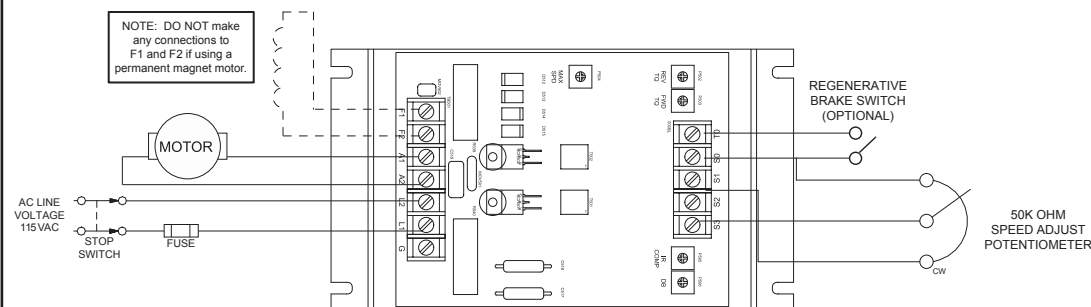 NOTE: DO NOT make
any connections to
F1 and F2 if using a
permanent magnet motor.
MOTOR
AC LINE
VOLTAGE
115VAC
STOP
SWITCH
FUSE
F1
F2
A1
A2
L2
L1
G
MAX
SPD
REV
TQ
FWD
TQ
T0
S0
S1
S2
S3
IR
COMP
DB
REGENERATIVE
BRAKE SWITCH
(OPTIONAL)
50K OHM
SPEED ADJUST
POTENTIOMETER
CW